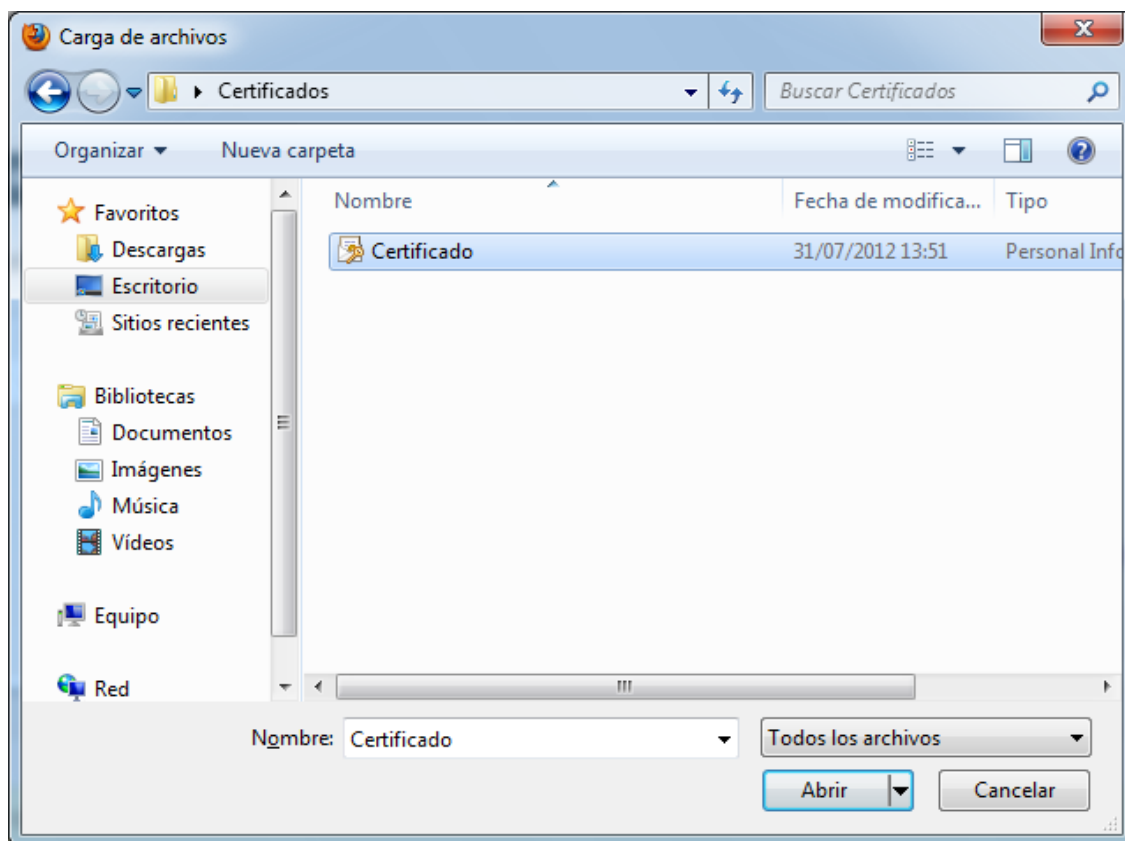 Carga de archivos
Certificados
Buscar Certificados
Organizar
Nueva carpeta
Nombre
Fecha de modifica...
Tipo
Favoritos
Descargas
Escritorio
Sitios recientes
Bibliotecas
Documentos
Imágenes
Música
Vídeos
Equipo
Red
Certificado
31/07/2012 13:51
Personal Info
Nombre:
Certificado
Todos los archivos
Abrir
Cancelar